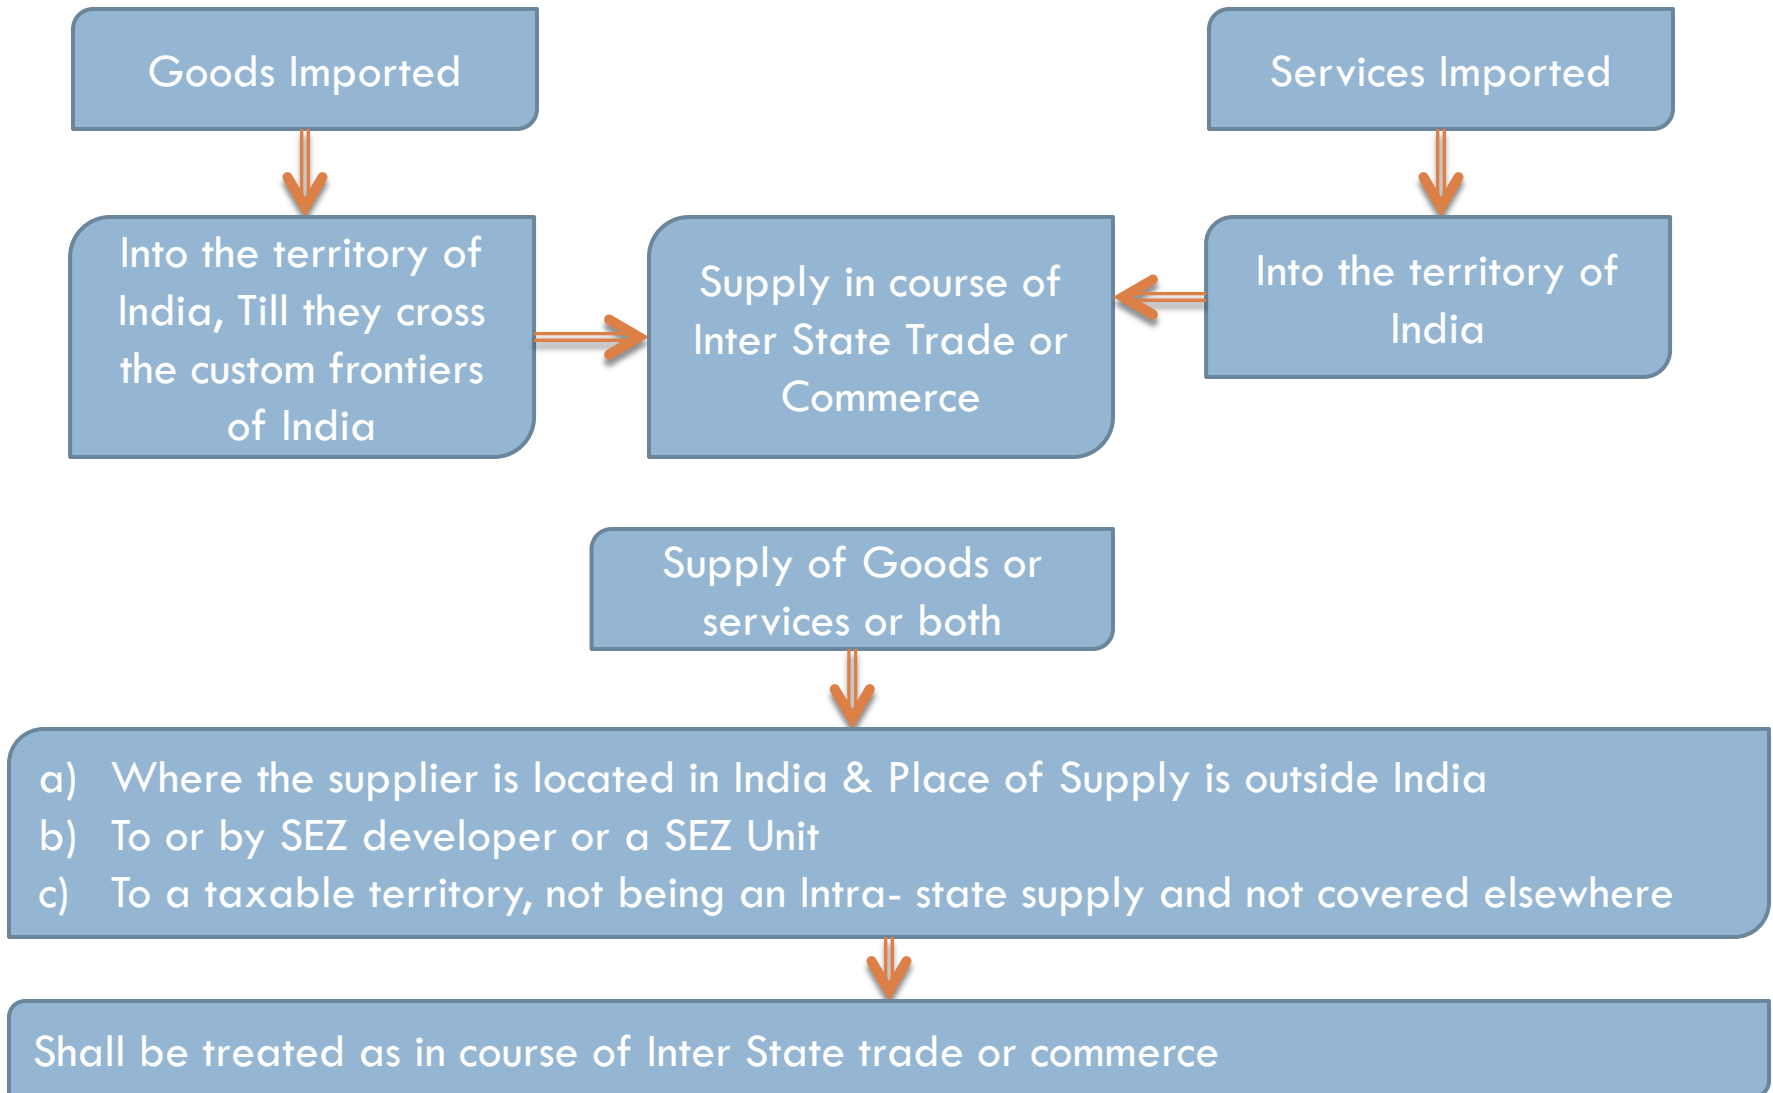 Goods Imported
Services Imported
Into the territory of
India, Till they cross
the custom frontiers
of India
Supply in course of
Inter State Trade or
Commerce
Into the territory of
India
Supply of Goods or
services or both
a) Where the supplier is located in India & Place of Supply is outside India
b) To or by SEZ developer or a SEZ Unit
c) To a taxable territory, not being an Intra- state supply and not covered elsewhere
Shall be treated as in course of Inter State trade or commerce